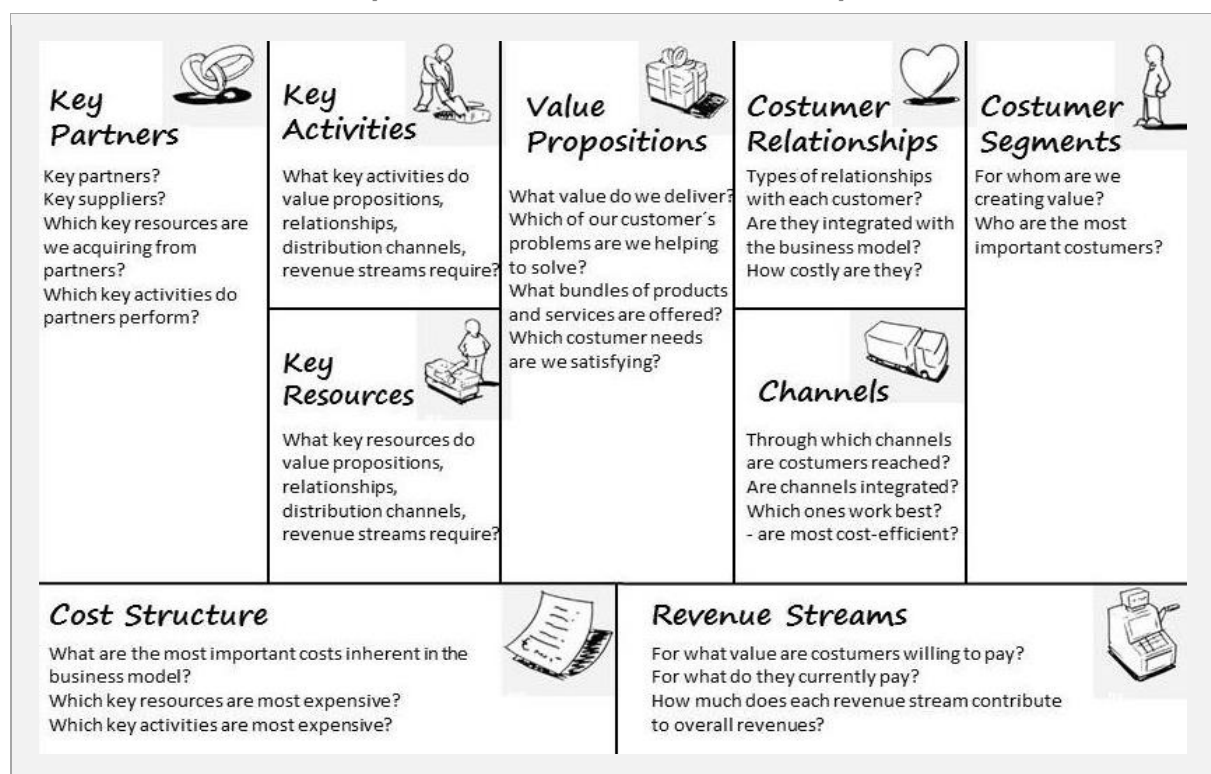 Key
Partners
Key partners?
Key suppliers?
Which key resources are
we acquiring from
partners?
Which key activities do
partners perform?
Key
Activities
What key activities do
value propositions,
relationships,
distribution channels,
revenue streams require?
Key
Resources
What key resources do
value propositions,
relationships,
distribution channels,
revenue streams require?
Value
Propositions
What value do we deliver?
Which of our customer´s
problems are we helping
to solve?
What bundles of products
and services are offered?
Which costumer needs
are we satisfying?
Costumer
Relationships
Types of relationships
with each customer?
Are they integrated with
the business model?
How costly are they?
Channels
Through which channels
are costumers reached?
Are channels integrated?
Which ones work best?
- are most cost-efficient?
Costumer
Segments
For whom are we
creating value?
Who are the most
important costumers?
Cost Structure
What are the most important costs inherent in the
business model?
Which key resources are most expensive?
Which key activities are most expensive?
Revenue Streams
For what value are costumers willing to pay?
For what do they currently pay?
How much does each revenue stream contribute
to overall revenues?